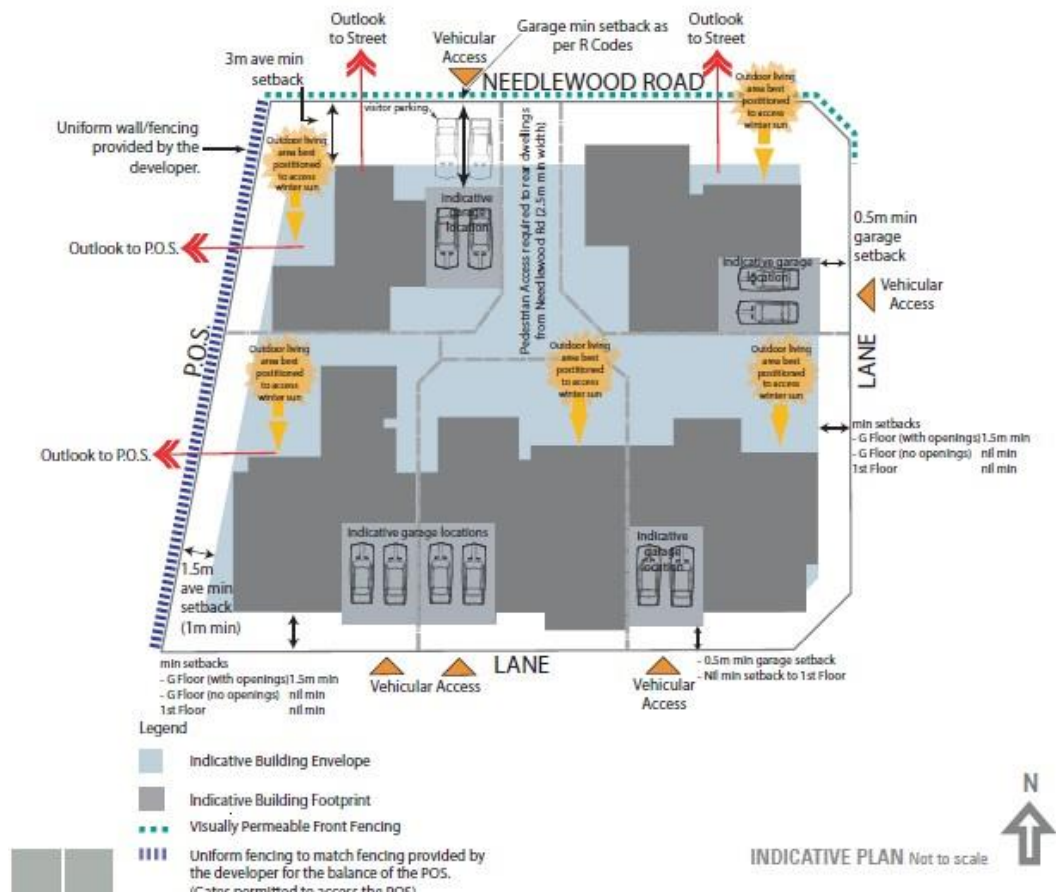 Outlook
to Street
Vehicular
Access
Garage min setback as
per R Codes
Outlook
to Street
3m ave min
setback
NEEDLEWOOD ROAD
visitor parking
Uniform wall/fencing
provided by the
developer.
Outdoor living
area best
positioned
to access
winter sun
Outdoor living
area best
positioned
to access
winter sun
Indicative
garage
location
Pedestrian Access required to rear dwellings
from Needlewood Rd (2.5m min width)
0.5m min
garage
setback
Outlook to P.O.S.
Indicative garage
location
Vehicular
Access
P.O.S.
LANE
Outdoor living
area best
postitioned
to access
winter sun
Outdoor living
area best
postitioned
to access
winter sun
Outdoor living
area best
postitioned
to access
winter sun
min setbacks
- G Floor (with openings) 1.5m min
- G Floor (no openings) nil min
1st Floor nil min
Outlook to P.O.S.
Indicative garage locations
Indicative
garage
location
1.5m
ave min
setback
(1m min)
min setbacks
- G Floor (with openings) 1.5m min
- G Floor (no openings) nil min
1st Floor nil min
Vehicular Access
LANE
Vehicular
Access
- 0.5m min garage setback
- Nil min setback to 1st Floor
Legend
Indicative Building Envelope
Indicative Building Footprint
Visually Permeable Front Fencing
Uniform fencing to match fencing provided by
the developer for the balance of the POS.
(Gates permitted to access the POS)
N
INDICATIVE PLAN Not to scale